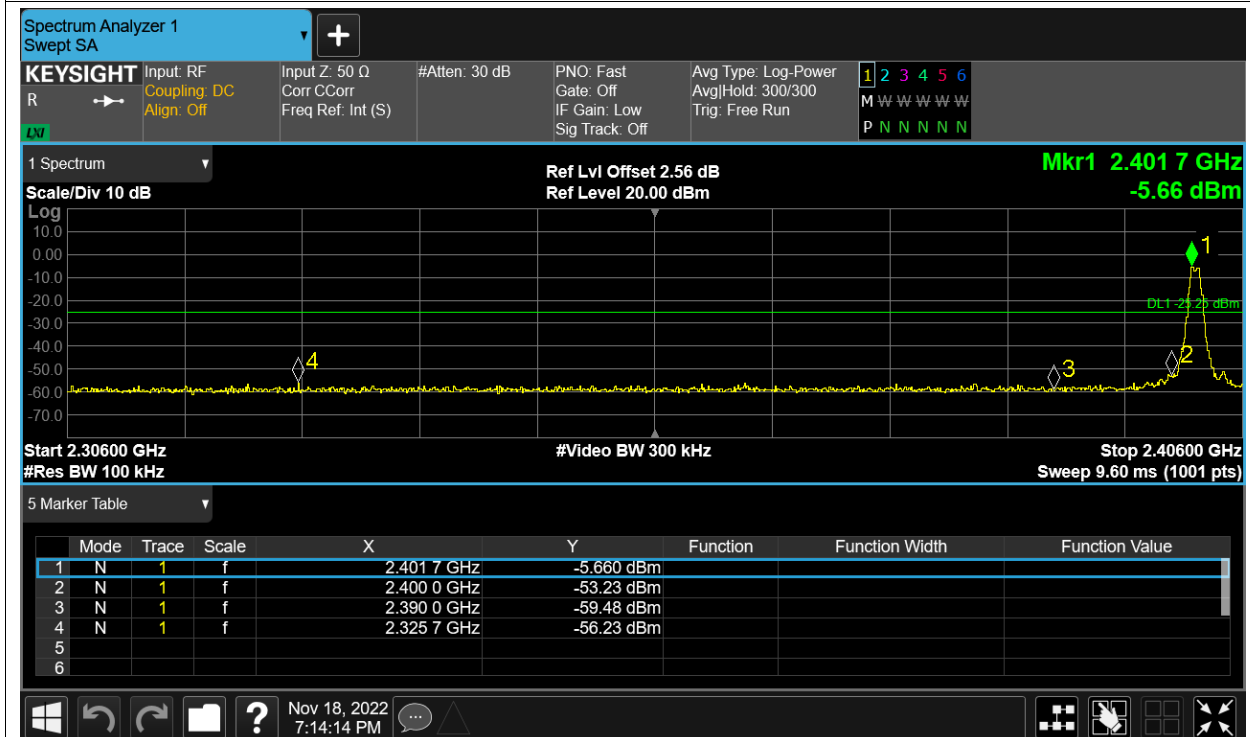 Spectrum Analyzer 1
Swept SA
+
KEYSIGHT
R
LXI
Input: RF
Coupling: DC
Align: Off
Input Z: 50 Ω
Corr CCorr
Freq Ref: Int (S)
#Atten: 30 dB
PNO: Fast
Gate: Off
IF Gain: Low
Sig Track: Off
Avg Type: Log-Power
Avg|Hold: 300/300
Trig: Free Run
1 2 3 4 5 6
M W W W W W
P N N N N N
1 Spectrum
Scale/Div 10 dB
Ref Lvl Offset 2.56 dB
Ref Level 20.00 dBm
Mkr1 2.401 7 GHz
-5.66 dBm
Log
10.0
0.00
-10.0
-20.0
-30.0
-40.0
-50.0
-60.0
-70.0
1
DL1 -25.25 dBm
2
3
4
Start 2.30600 GHz
#Res BW 100 kHz
#Video BW 300 kHz
Stop 2.40600 GHz
Sweep 9.60 ms (1001 pts)
5 Marker Table
Mode Trace Scale X Y Function Function Width Function Value
1 N 1 f 2.401 7 GHz -5.660 dBm
2 N 1 f 2.400 0 GHz -53.23 dBm
3 N 1 f 2.390 0 GHz -59.48 dBm
4 N 1 f 2.325 7 GHz -56.23 dBm
5
6
?
Nov 18, 2022
7:14:14 PM